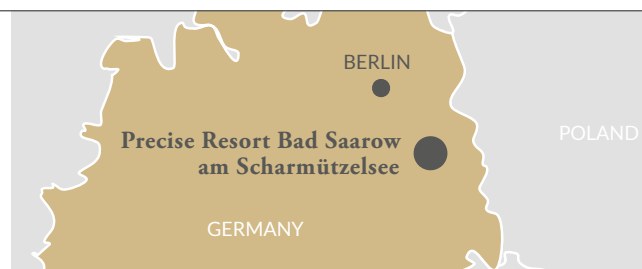 BERLIN
Precise Resort Bad Saarow
am Scharmützelsee
POLAND
GERMANY